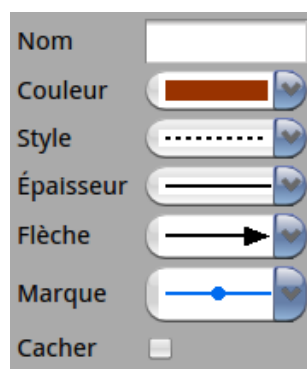 Nom
Couleur
Style
Épaisseur
Flèche
Marque
Cacher